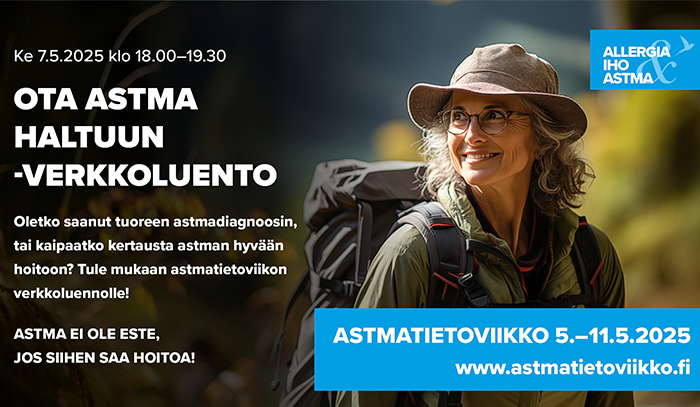 Ke 7.5.2025 klo 18.00–19.30
OTA ASTMA
HALTUUN
-VERKKOLUENTO
Oletko saanut tuoreen astmadiagnoosin,
tai kaipaatko kertausta astman hyvään
hoitoon? Tule mukaan astmatietoviikon
verkkoluennolle!
ASTMA EI OLE ESTE,
JOS SIIHEN SAA HOITOA!
ALLERGIA
IHO &
ASTMA
ASTMATIETOVIIKKO 5.–11.5.2025
www.astmatietoviikko.fi